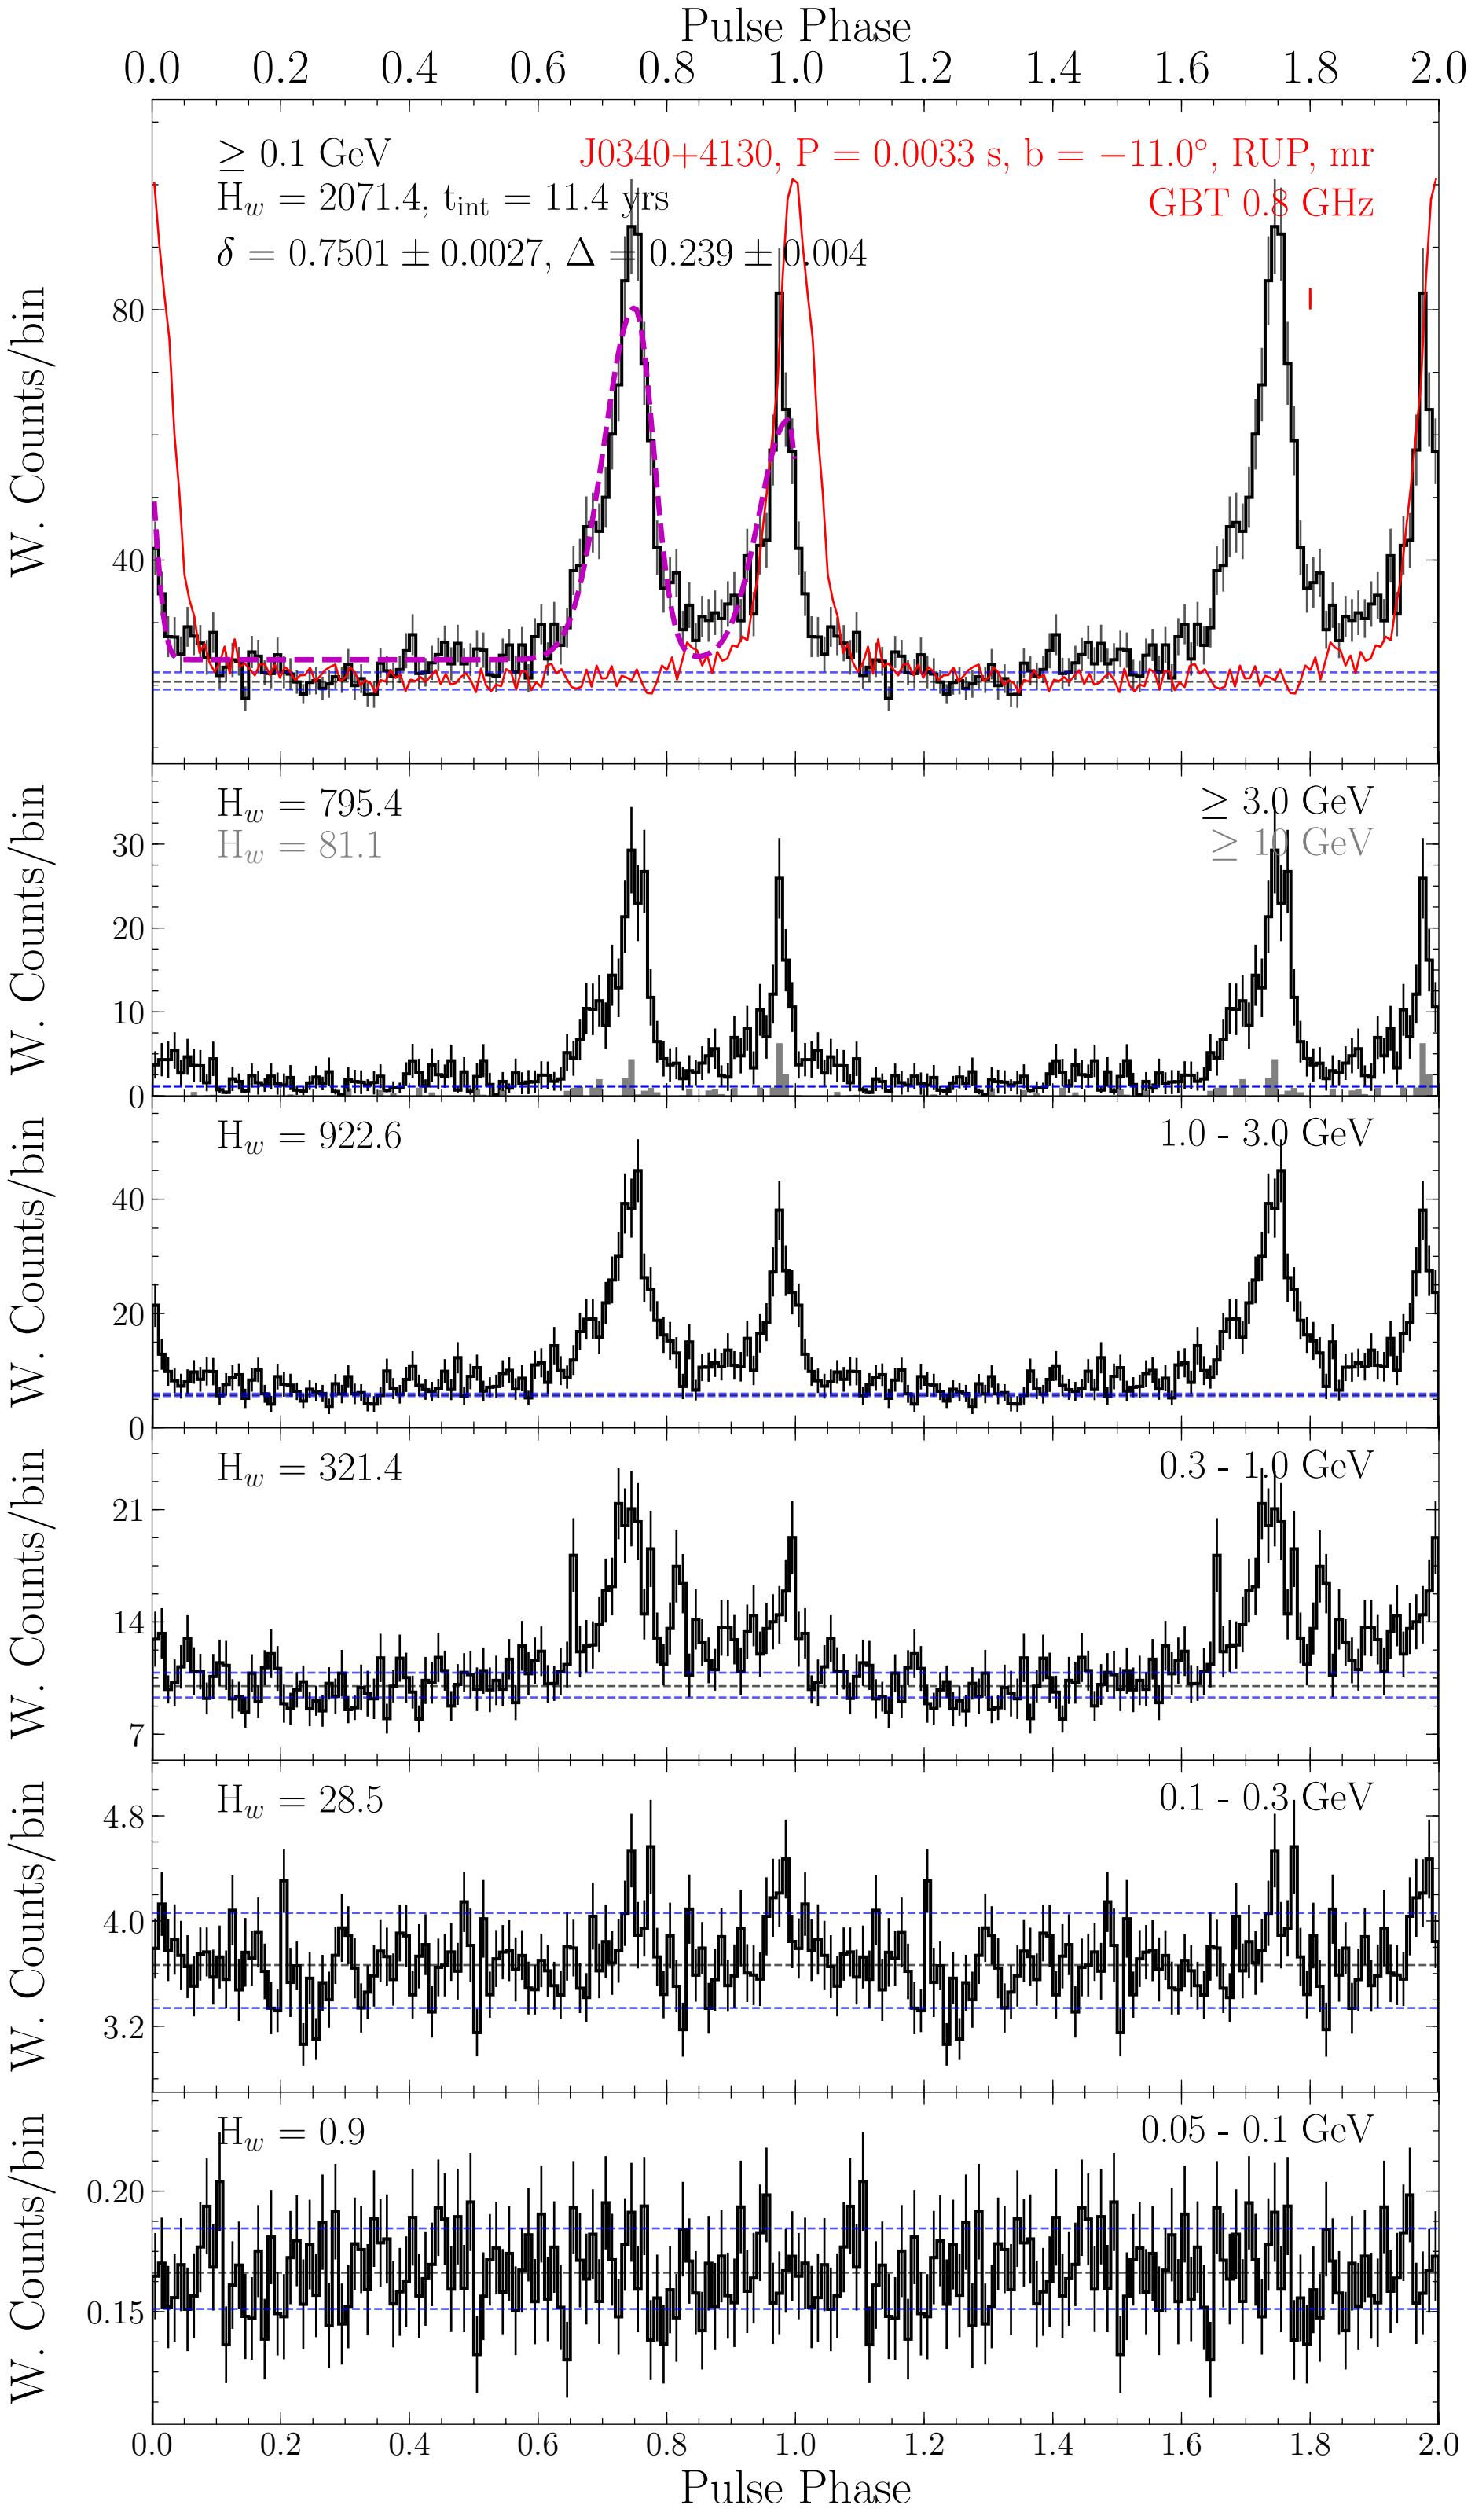 Pulse Phase
0.0 0.2 0.4 0.6 0.8 1.0 1.2 1.4 1.6 1.8 2.0
≥ 0.1 GeV
J0340+4130, P = 0.0033 s, b = −11.0°, RUP, mr
H_w = 2071.4, t_int = 11.4 yrs
GBT 0.8 GHz
δ = 0.7501 ± 0.0027, Δ = 0.239 ± 0.004
80
40
W. Counts/bin
H_w = 795.4
≥ 3.0 GeV
H_w = 81.1
≥ 10 GeV
30
20
10
0
W. Counts/bin
H_w = 922.6
1.0 - 3.0 GeV
40
20
0
W. Counts/bin
H_w = 321.4
0.3 - 1.0 GeV
21
14
7
W. Counts/bin
H_w = 28.5
0.1 - 0.3 GeV
4.8
4.0
3.2
W. Counts/bin
H_w = 0.9
0.05 - 0.1 GeV
0.20
0.15
W. Counts/bin
0.0 0.2 0.4 0.6 0.8 1.0 1.2 1.4 1.6 1.8 2.0
Pulse Phase